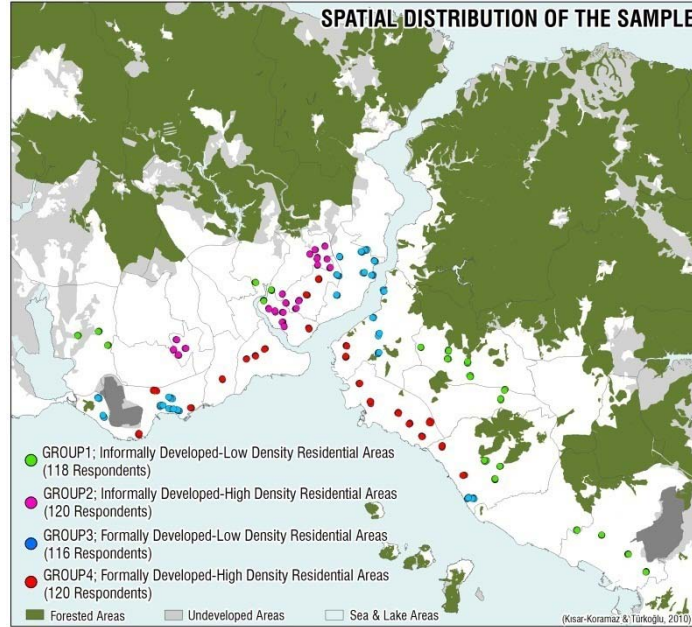 SPATIAL DISTRIBUTION OF THE SAMPLE
GROUP1; Informally Developed-Low Density Residential Areas
(118 Respondents)
GROUP2; Informally Developed-High Density Residential Areas
(120 Respondents)
GROUP3; Formally Developed-Low Density Residential Areas
(116 Respondents)
GROUP4; Formally Developed-High Density Residential Areas
(120 Respondents)
Forested Areas Undeveloped Areas Sea & Lake Areas
(Kısar-Koramaz & Türkoğlu, 2010)